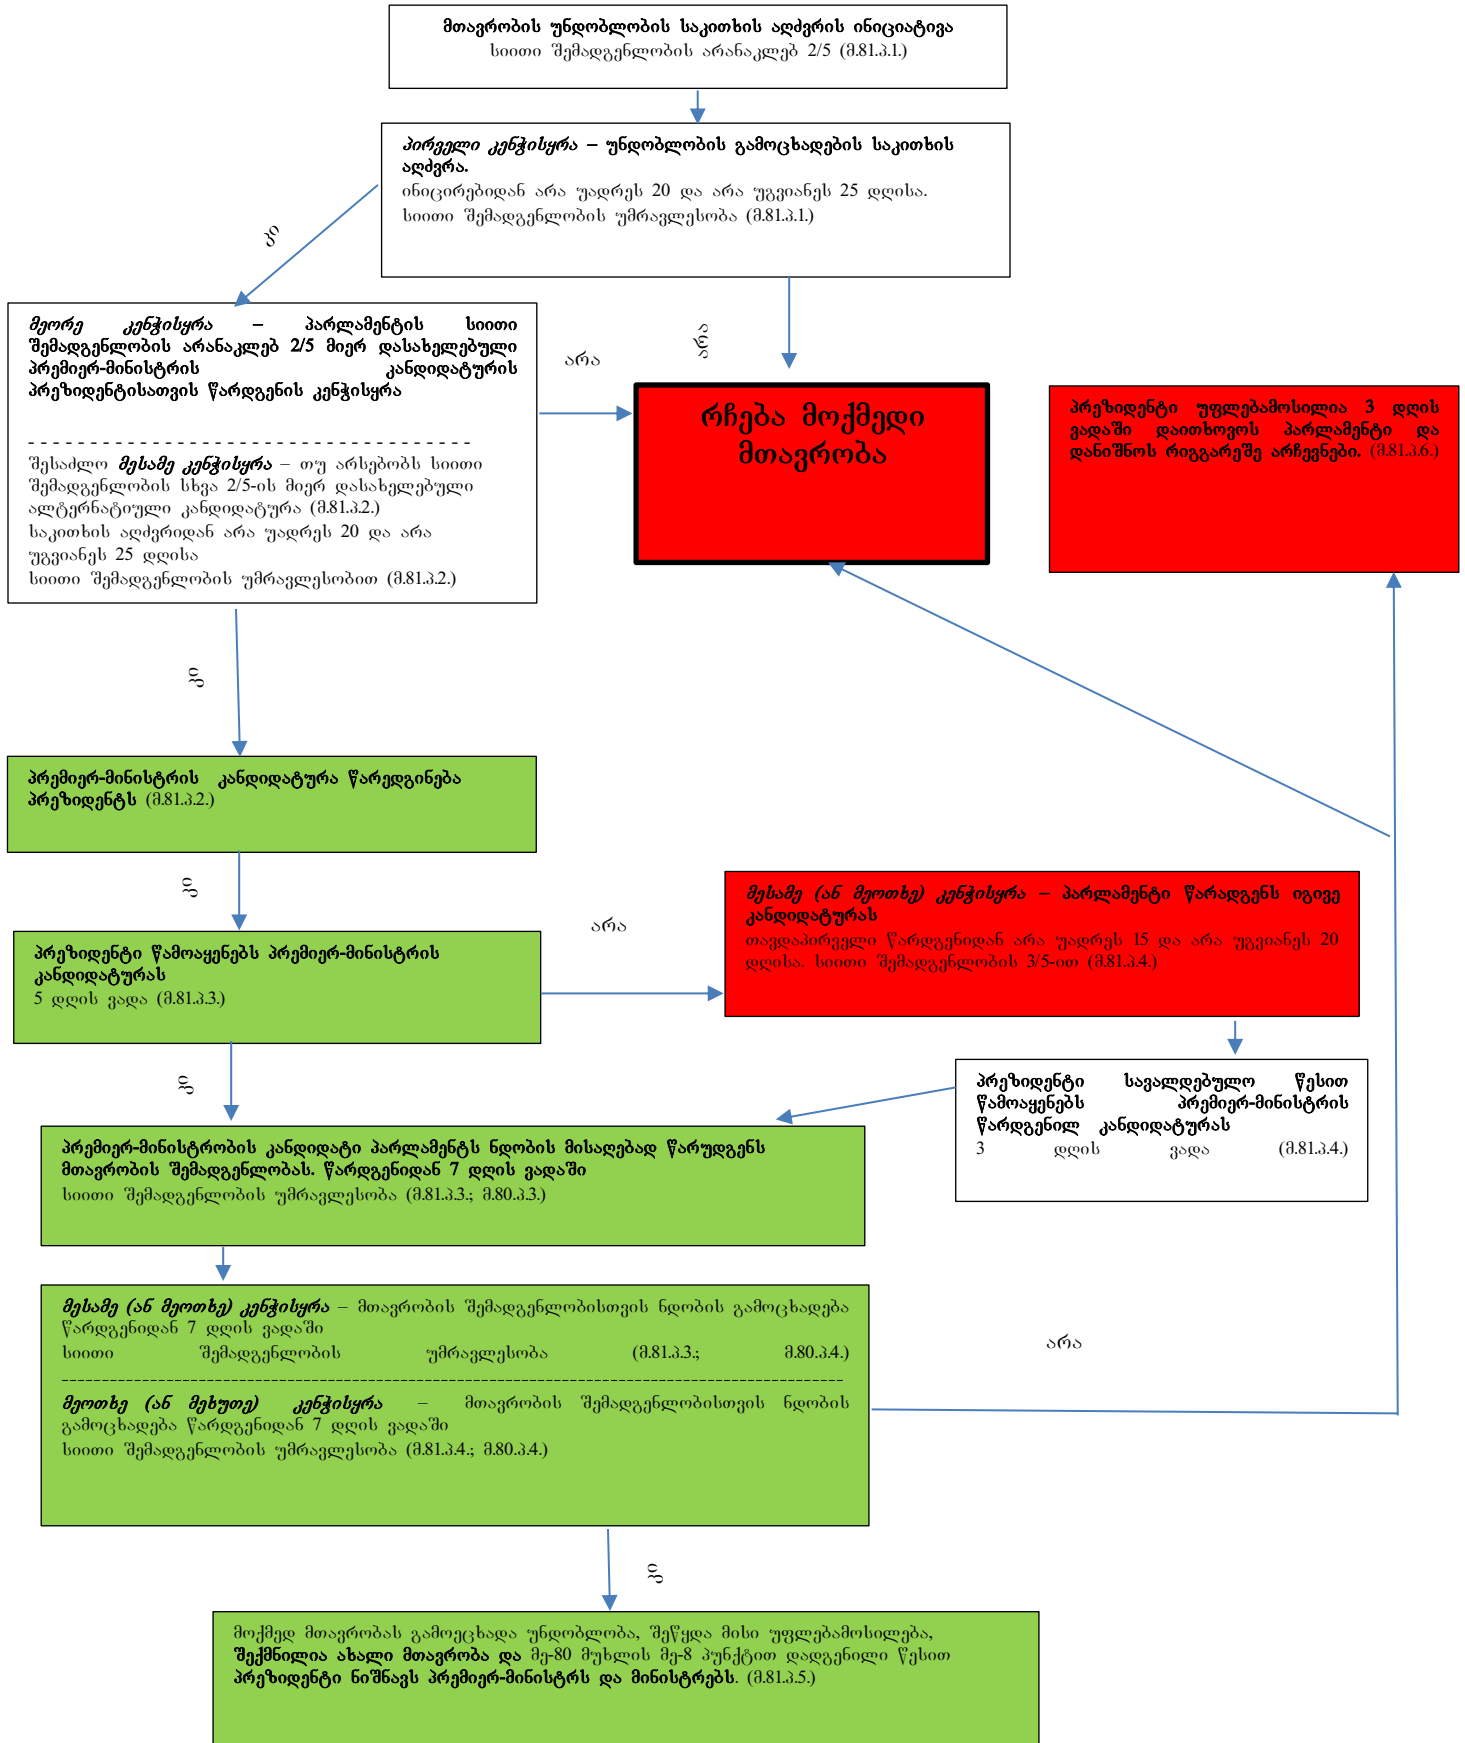 მთავრობის უნდობლობის საკითხის აღძვრის ინიციატივა
სიითი შემადგენლობის არანაკლებ 2/5 (მ.81.პ.1.)
პირველი კენჭისყრა – უნდობლობის გამოცხადების საკითხის
აღძვრა.
ინიცირებიდან არა უადრეს 20 და არა უგვიანეს 25 დღისა.
სიითი შემადგენლობის უმრავლესობა (მ.81.პ.1.)
კი
არა
მეორე კენჭისყრა – პარლამენტის სიითი
შემადგენლობის არანაკლებ 2/5 მიერ დასახელებული
პრემიერ-მინისტრის კანდიდატურის
პრეზიდენტისათვის წარდგენის კენჭისყრა
- - - - - - - - - - - - - - - - - - - - - - - - - - - - - - - - - - -
შესაძლო მესამე კენჭისყრა – თუ არსებობს სიითი
შემადგენლობის სხვა 2/5-ის მიერ დასახელებული
ალტერნატიული კანდიდატურა (მ.81.პ.2.)
საკითხის აღძვრიდან არა უადრეს 20 და არა
უგვიანეს 25 დღისა
სიითი შემადგენლობის უმრავლესობით (მ.81.პ.2.)
არა
რჩება მოქმედი
მთავრობა
პრეზიდენტი უფლებამოსილია 3 დღის
ვადაში დაითხოვოს პარლამენტი და
დანიშნოს რიგგარეშე არჩევნები. (მ.81.პ.6.)
კი
პრემიერ-მინისტრის კანდიდატურა წარედგინება
პრეზიდენტს (მ.81.პ.2.)
კი
პრეზიდენტი წამოაყენებს პრემიერ-მინისტრის
კანდიდატურას
5 დღის ვადა (მ.81.პ.3.)
არა
მესამე (ან მეოთხე) კენჭისყრა – პარლამენტი წარადგენს იგივე
კანდიდატურას
თავდაპირველი წარდგენიდან არა უადრეს 15 და არა უგვიანეს 20
დღისა. სიითი შემადგენლობის 3/5-ით (მ.81.პ.4.)
კი
პრეზიდენტი სავალდებულო წესით
წამოაყენებს პრემიერ-მინისტრის
წარდგენილ კანდიდატურას
3 დღის ვადა (მ.81.პ.4.)
პრემიერ-მინისტრობის კანდიდატი პარლამენტს ნდობის მისაღებად წარუდგენს
მთავრობის შემადგენლობას. წარდგენიდან 7 დღის ვადაში
სიითი შემადგენლობის უმრავლესობა (მ.81.პ.3.; მ.80.პ.3.)
მესამე (ან მეოთხე) კენჭისყრა – მთავრობის შემადგენლობისთვის ნდობის გამოცხადება
წარდგენიდან 7 დღის ვადაში
სიითი შემადგენლობის უმრავლესობა (მ.81.პ.3.; მ.80.პ.4.)
მეოთხე (ან მეხუთე) კენჭისყრა – მთავრობის შემადგენლობისთვის ნდობის
გამოცხადება წარდგენიდან 7 დღის ვადაში
სიითი შემადგენლობის უმრავლესობა (მ.81.პ.4.; მ.80.პ.4.)
არა
კი
მოქმედ მთავრობას გამოეცხადა უნდობლობა, შეწყდა მისი უფლებამოსილება,
შექმნილია ახალი მთავრობა და მე-80 მუხლის მე-8 პუნქტით დადგენილი წესით
პრეზიდენტი ნიშნავს პრემიერ-მინისტრს და მინისტრებს. (მ.81.პ.5.)